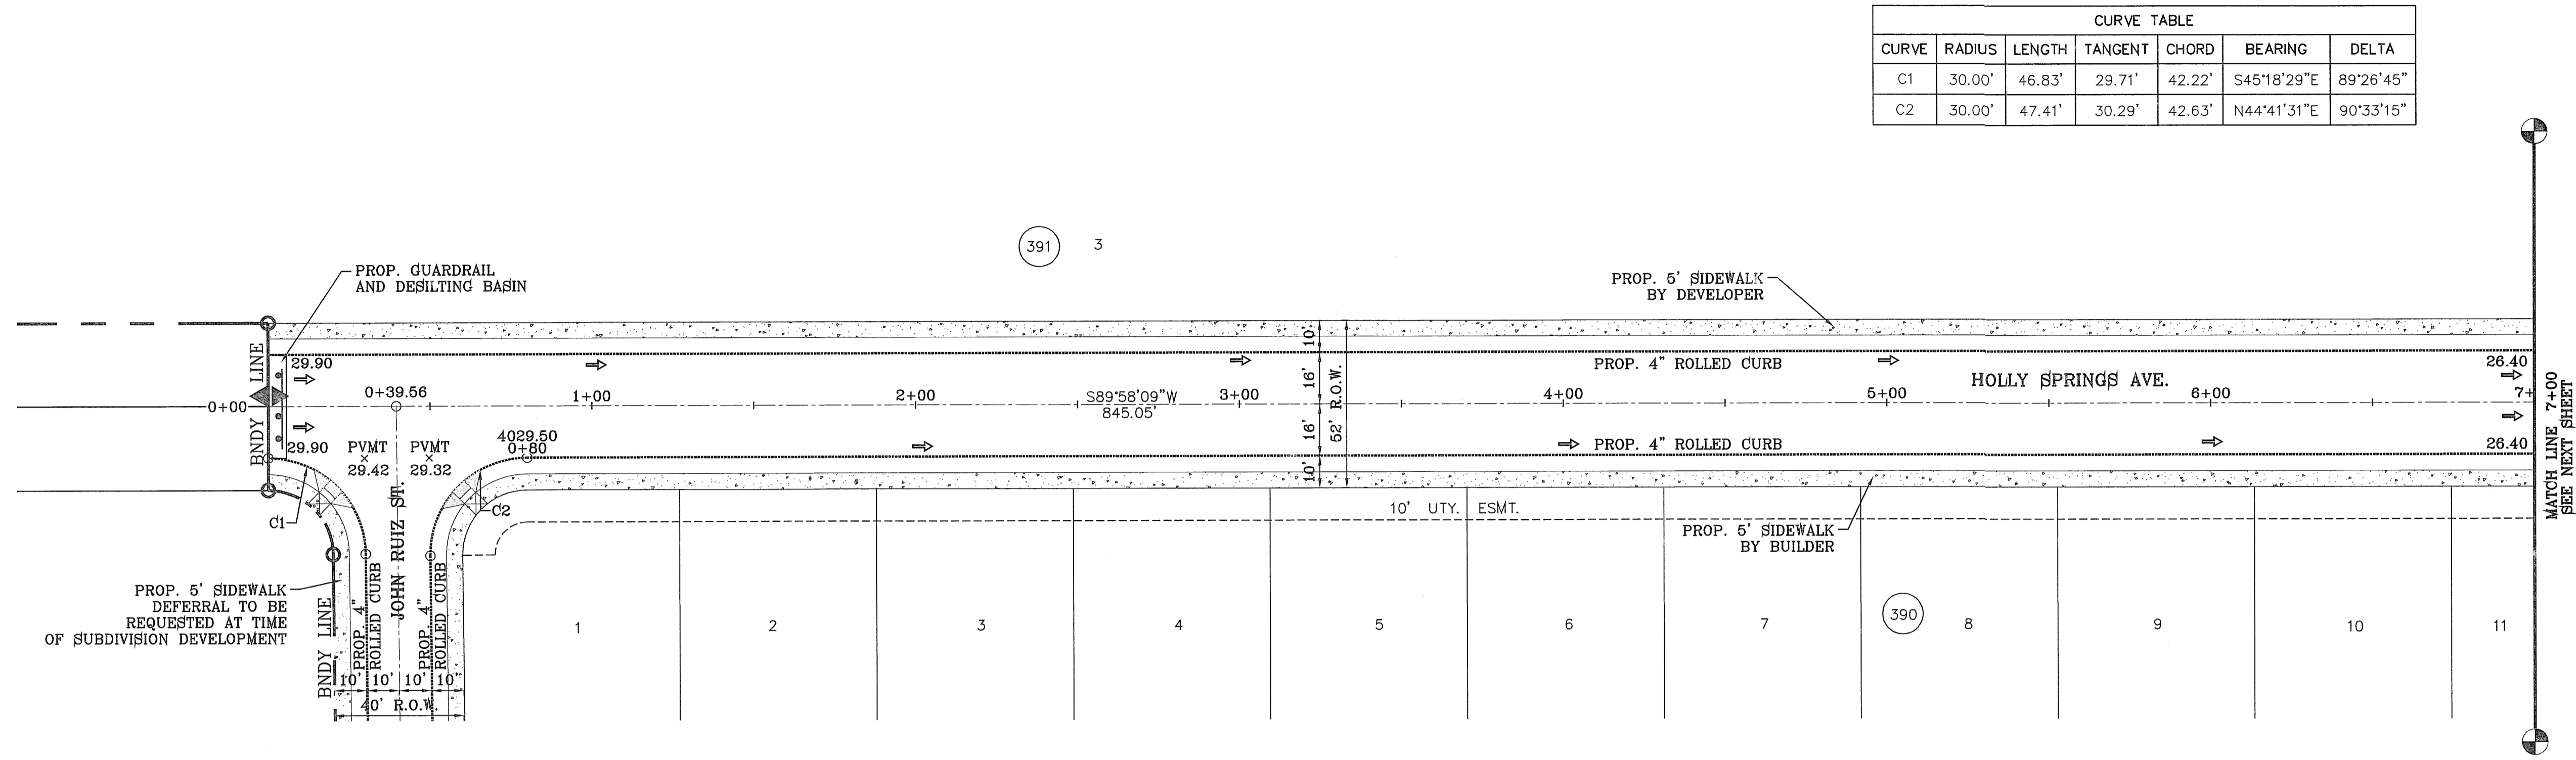 CURVE TABLE
CURVE RADIUS LENGTH TANGENT CHORD BEARING DELTA
C1 30.00' 46.83' 29.71' 42.22' S45°18'29"E 89°26'45"
C2 30.00' 47.41' 30.29' 42.63' N44°41'31"E 90°33'15"
391 3
PROP. GUARDRAIL
AND DESILTING BASIN
PROP. 5' SIDEWALK
BY DEVELOPER
BNDY LINE
BNDY LINE
29.90
10'
PROP. 4" ROLLED CURB
26.40
HOLLY SPRINGS AVE.
16'
52' R.O.W.
0+00
0+39.56
1+00
2+00
S89°58'09"W
845.05'
3+00
4+00
5+00
6+00
7+
16'
29.90
PVMT
29.42
PVMT
29.32
4029.50
0+80
PROP. 4" ROLLED CURB
26.40
10'
MATCH LINE 7+00
SEE NEXT SHEET
C1
C2
JOHN RUIZ ST.
10' UTY. ESMT.
PROP. 5' SIDEWALK
BY BUILDER
PROP. 5' SIDEWALK
DEFERRAL TO BE
REQUESTED AT TIME
OF SUBDIVISION DEVELOPMENT
BNDY LINE
PROP. 4"
ROLLED CURB
PROP. 4"
ROLLED CURB
390
1 2 3 4 5 6 7 8 9 10 11
10' 10' 10' 10'
40' R.O.W.